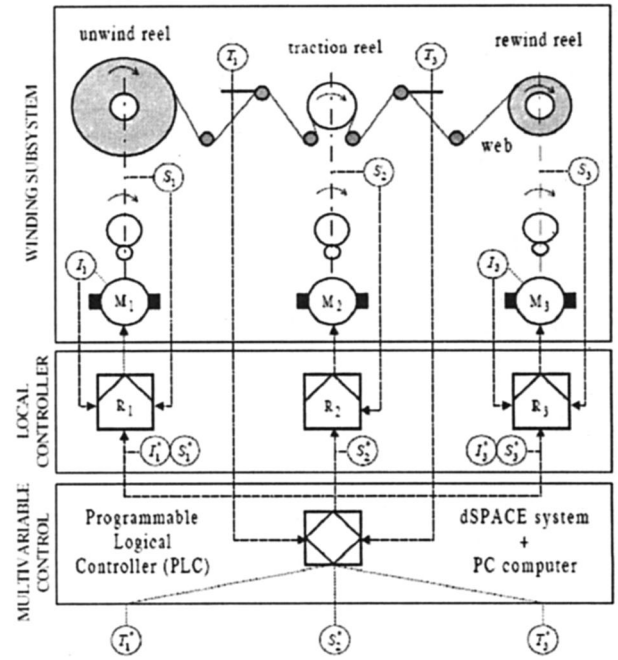 unwind reel
traction reel
rewind reel
T₁
T₃
web
S₁
S₂
S₃
I₁
M₁
M₂
I₃
M₃
WINDING SUBSYSTEM
R₁
R₂
R₃
I₁* S₁*
S₂*
I₃* S₃*
LOCAL
CONTROLLER
Programmable
Logical
Controller (PLC)
dSPACE system
+
PC computer
MULTIVARIABLE
CONTROL
T₁*
S₂*
T₃*